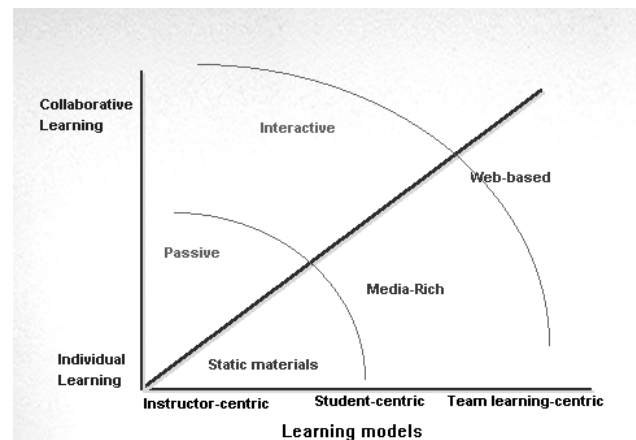 Collaborative
Learning
Interactive
Web-based
Passive
Media-Rich
Individual
Learning
Static materials
Instructor-centric
Student-centric
Team learning-centric
Learning models